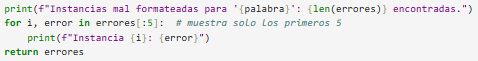 print(f"Instancias mal formateadas para '{palabra}': {len(errores)} encontradas.")
for i, error in errores[:5]:  # muestra solo los primeros 5
    print(f"Instancia {i}: {error}")
return errores